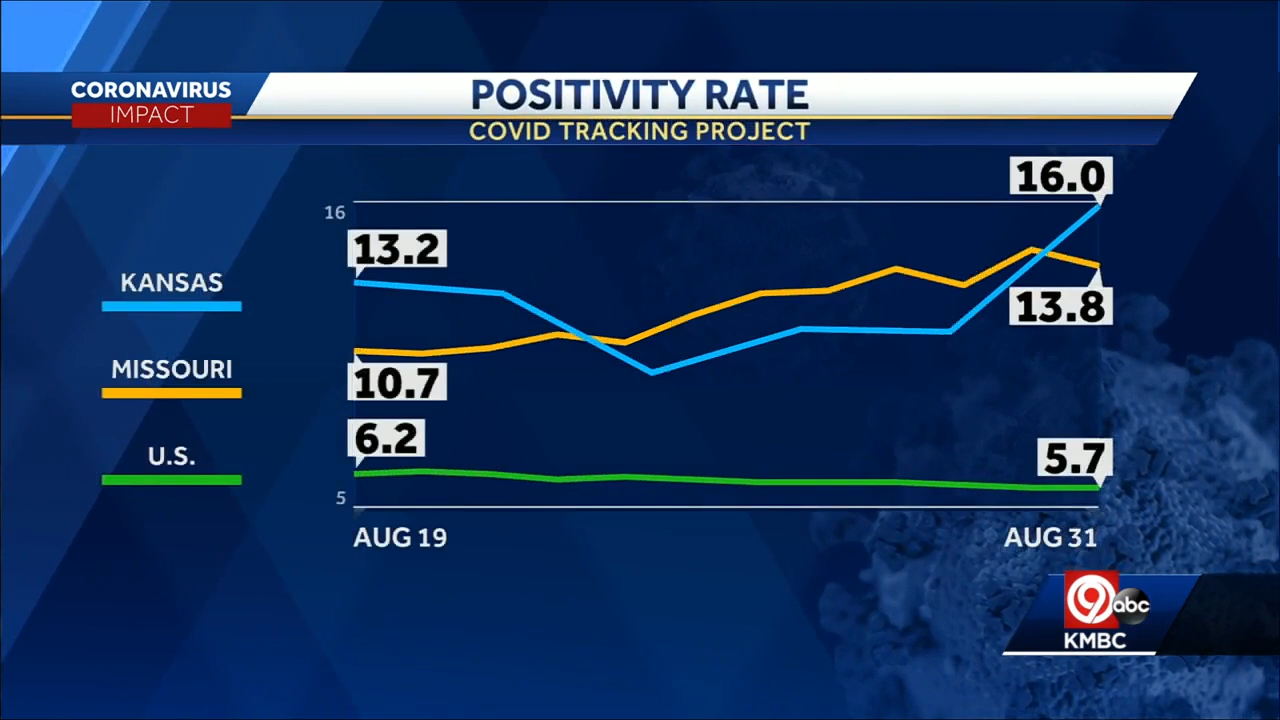 CORONAVIRUS
IMPACT
POSITIVITY RATE
COVID TRACKING PROJECT
16.0
16
13.2
KANSAS
13.8
MISSOURI
10.7
6.2
U.S.
5.7
5
AUG 19
AUG 31
9 abc
KMBC